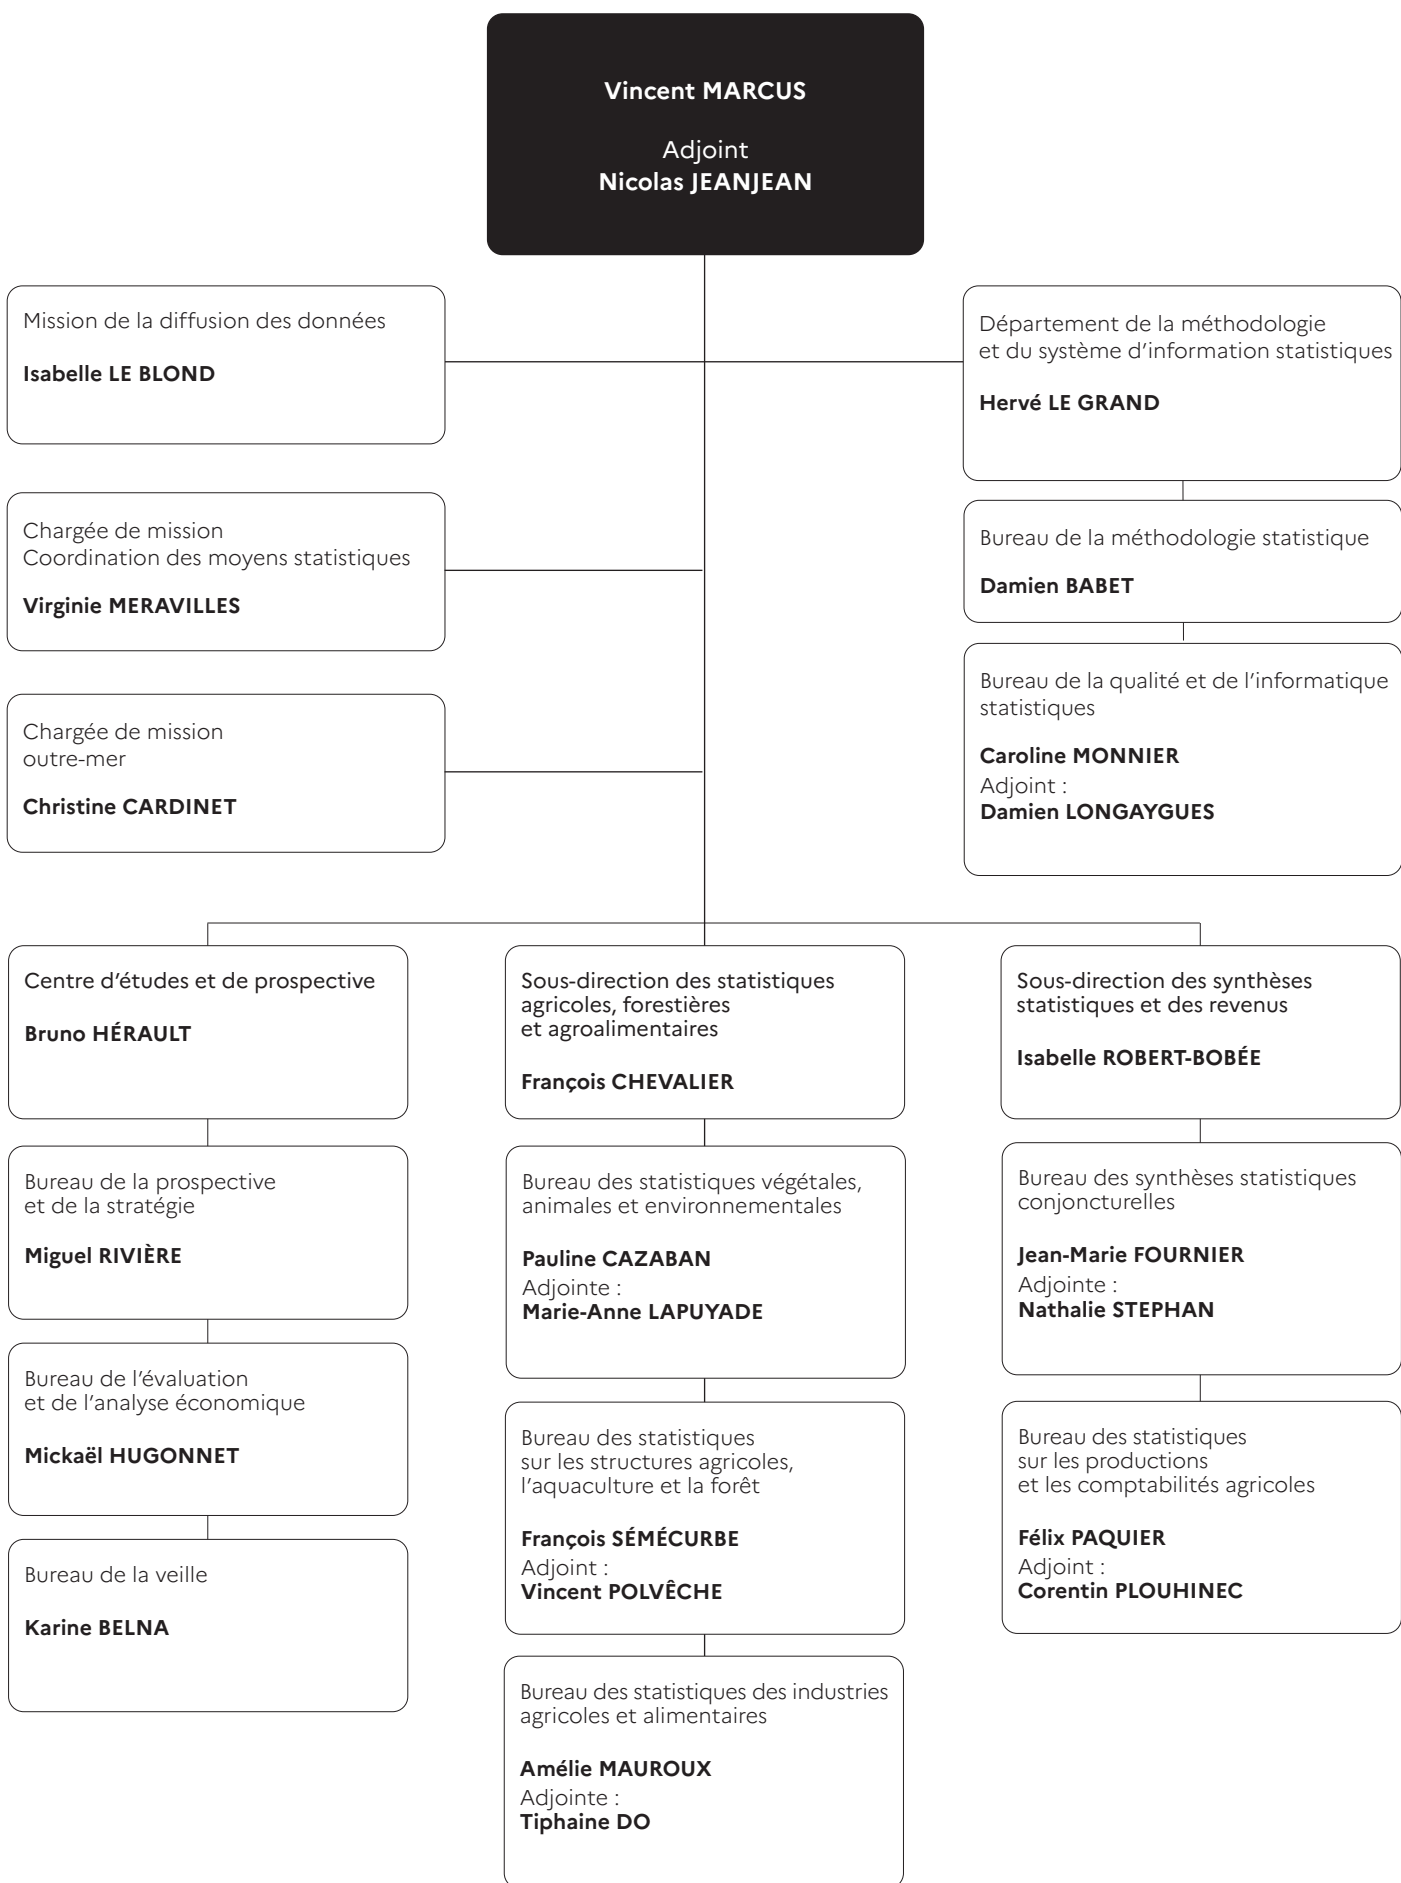 Vincent MARCUS
Adjoint
Nicolas JEANJEAN
Mission de la diffusion des données
Isabelle LE BLOND
Département de la méthodologie
et du système d’information statistiques
Hervé LE GRAND
Chargée de mission
Coordination des moyens statistiques
Virginie MERAVILLES
Bureau de la méthodologie statistique
Damien BABET
Chargée de mission
outre-mer
Christine CARDINET
Bureau de la qualité et de l’informatique
statistiques
Caroline MONNIER
Adjoint :
Damien LONGAYGUES
Centre d’études et de prospective
Bruno HÉRAULT
Bureau de la prospective
et de la stratégie
Miguel RIVIÈRE
Bureau de l’évaluation
et de l’analyse économique
Mickaël HUGONNET
Bureau de la veille
Karine BELNA
Sous-direction des statistiques
agricoles, forestières
et agroalimentaires
François CHEVALIER
Bureau des statistiques végétales,
animales et environnementales
Pauline CAZABAN
Adjointe :
Marie-Anne LAPUYADE
Bureau des statistiques
sur les structures agricoles,
l’aquaculture et la forêt
François SÉMÉCURBE
Adjoint :
Vincent POLVÊCHE
Bureau des statistiques des industries
agricoles et alimentaires
Amélie MAUROUX
Adjointe :
Tiphaine DO
Sous-direction des synthèses
statistiques et des revenus
Isabelle ROBERT-BOBÉE
Bureau des synthèses statistiques
conjoncturelles
Jean-Marie FOURNIER
Adjointe :
Nathalie STEPHAN
Bureau des statistiques
sur les productions
et les comptabilités agricoles
Félix PAQUIER
Adjoint :
Corentin PLOUHINEC